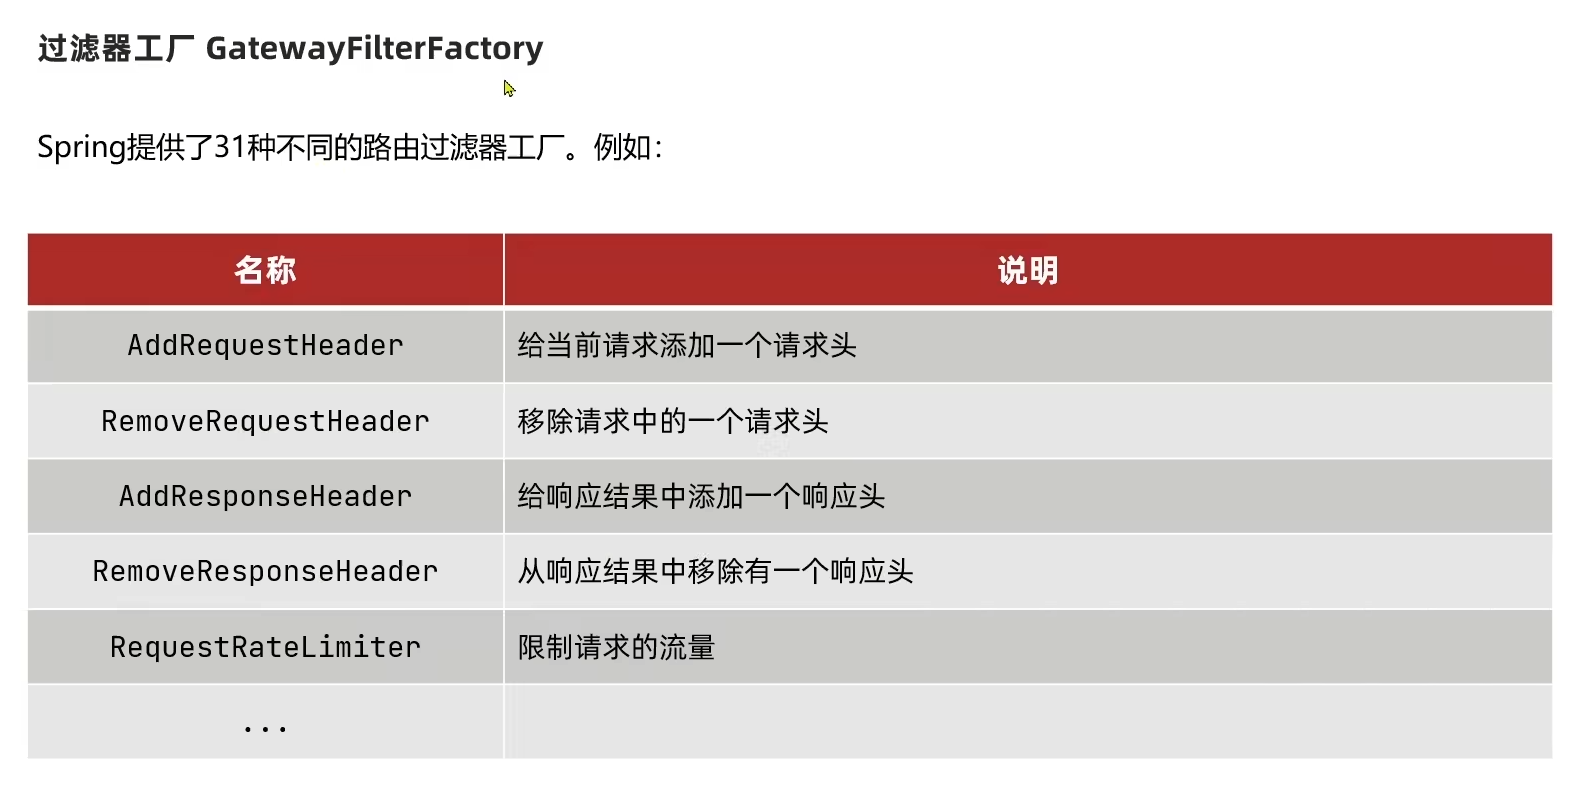 过滤器工厂 GatewayFilterFactory
Spring提供了31种不同的路由过滤器工厂。例如：
名称 说明
AddRequestHeader 给当前请求添加一个请求头
RemoveRequestHeader 移除请求中的一个请求头
AddResponseHeader 给响应结果中添加一个响应头
RemoveResponseHeader 从响应结果中移除有一个响应头
RequestRateLimiter 限制请求的流量
...